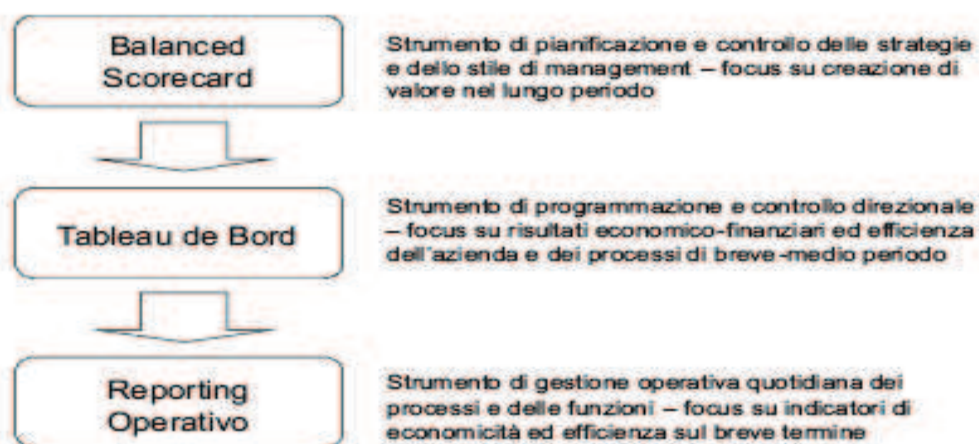 Balanced
Scorecard
Strumento di pianificazione e controllo delle strategie
e dello stile di management – focus su creazione di
valore nel lungo periodo
Tableau de Bord
Strumento di programmazione e controllo direzionale
– focus su risultati economico-finanziari ed efficienza
dell'azienda e dei processi di breve-medio periodo
Reporting
Operativo
Strumento di gestione operativa quotidiana dei
processi e delle funzioni – focus su indicatori di
economicità ed efficienza sul breve termine